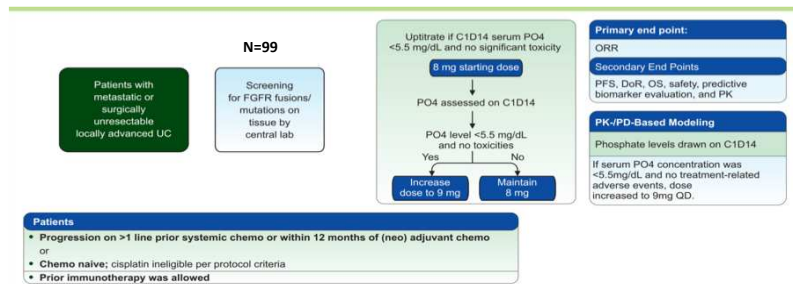 N=99
Patients with
metastatic or
surgically
unresectable
locally advanced UC
Screening
for FGFR fusions/
mutations on
tissue by
central lab
Uptitrate if C1D14 serum PO4
<5.5 mg/dL and no significant toxicity
8 mg starting dose
PO4 assessed on C1D14
PO4 level <5.5 mg/dL
and no toxicities
Yes
No
Increase
dose to 9 mg
Maintain
8 mg
Primary end point:
ORR
Secondary End Points
PFS, DoR, OS, safety, predictive
biomarker evaluation, and PK
PK-/PD-Based Modeling
Phosphate levels drawn on C1D14
If serum PO4 concentration was
<5.5mg/dL and no treatment-related
adverse events, dose
increased to 9mg QD.
Patients
• Progression on >1 line prior systemic chemo or within 12 months of (neo) adjuvant chemo
or
• Chemo naive; cisplatin ineligible per protocol criteria
• Prior immunotherapy was allowed